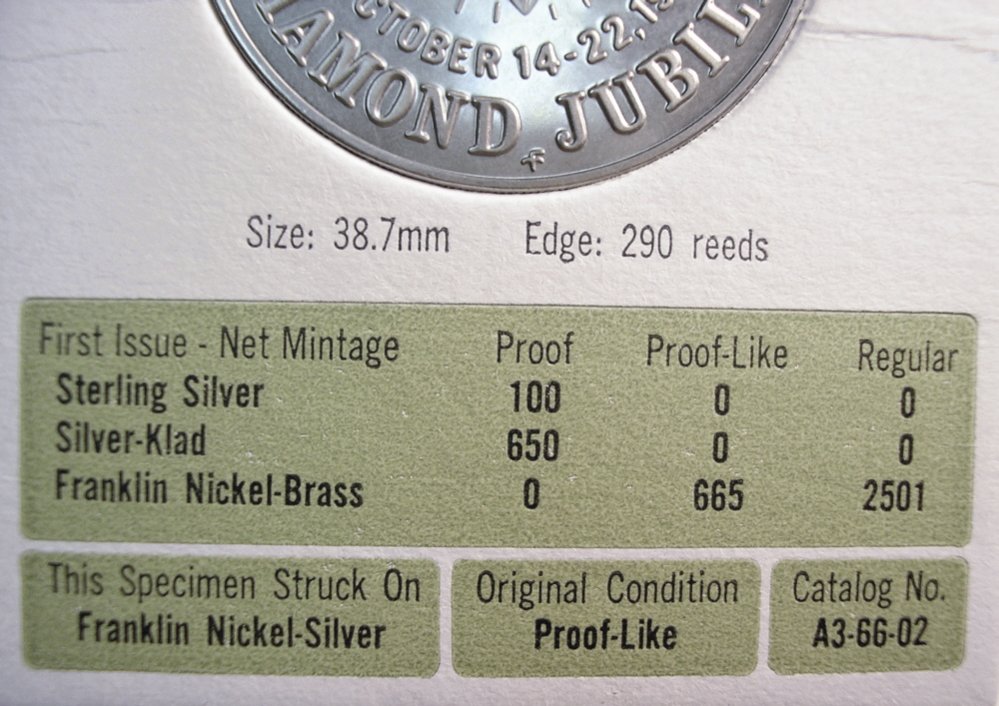 OCTOBER 14-22, 19
DIAMOND JUBIL
Size: 38.7mm Edge: 290 reeds
First Issue - Net Mintage Proof Proof-Like Regular
Sterling Silver 100 0 0
Silver-Klad 650 0 0
Franklin Nickel-Brass 0 665 2501
This Specimen Struck On Original Condition Catalog No.
Franklin Nickel-Silver Proof-Like A3-66-02